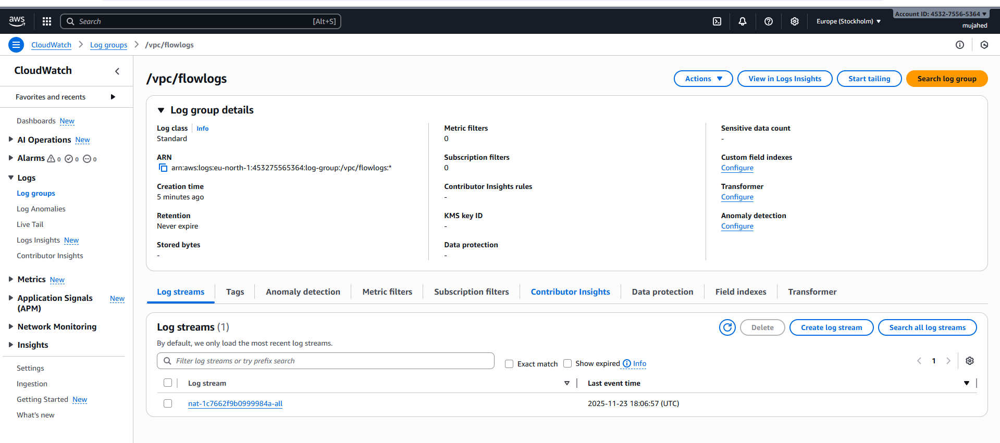 aws
Search [Alt+S]
Europe (Stockholm)
Account ID: 4532-7556-5364
mujahed
CloudWatch
Log groups
/vpc/flowlogs
CloudWatch
Favorites and recents
Dashboards New
AI Operations New
Alarms 0 0 0
Logs
Log groups
Log Anomalies
Live Tail
Logs Insights New
Contributor Insights
Metrics New
Application Signals New
(APM)
Network Monitoring
Insights
Settings
Ingestion
Getting Started New
What's new
/vpc/flowlogs
Actions
View in Logs Insights
Start tailing
Search log group
Log group details
Log class Info
Standard
ARN
arn:aws:logs:eu-north-1:453275565364:log-group:/vpc/flowlogs:*
Creation time
5 minutes ago
Retention
Never expire
Stored bytes
-
Metric filters
0
Subscription filters
0
Contributor Insights rules
-
KMS key ID
-
Data protection
-
Sensitive data count
-
Custom field indexes
Configure
Transformer
Configure
Anomaly detection
Configure
Log streams
Tags
Anomaly detection
Metric filters
Subscription filters
Contributor Insights
Data protection
Field indexes
Transformer
Log streams (1)
Delete
Create log stream
Search all log streams
By default, we only load the most recent log streams.
Filter log streams or try prefix search
Exact match
Show expired
Info
1
Log stream
Last event time
nat-1c7662f9b0999984a-all
2025-11-23 18:06:57 (UTC)